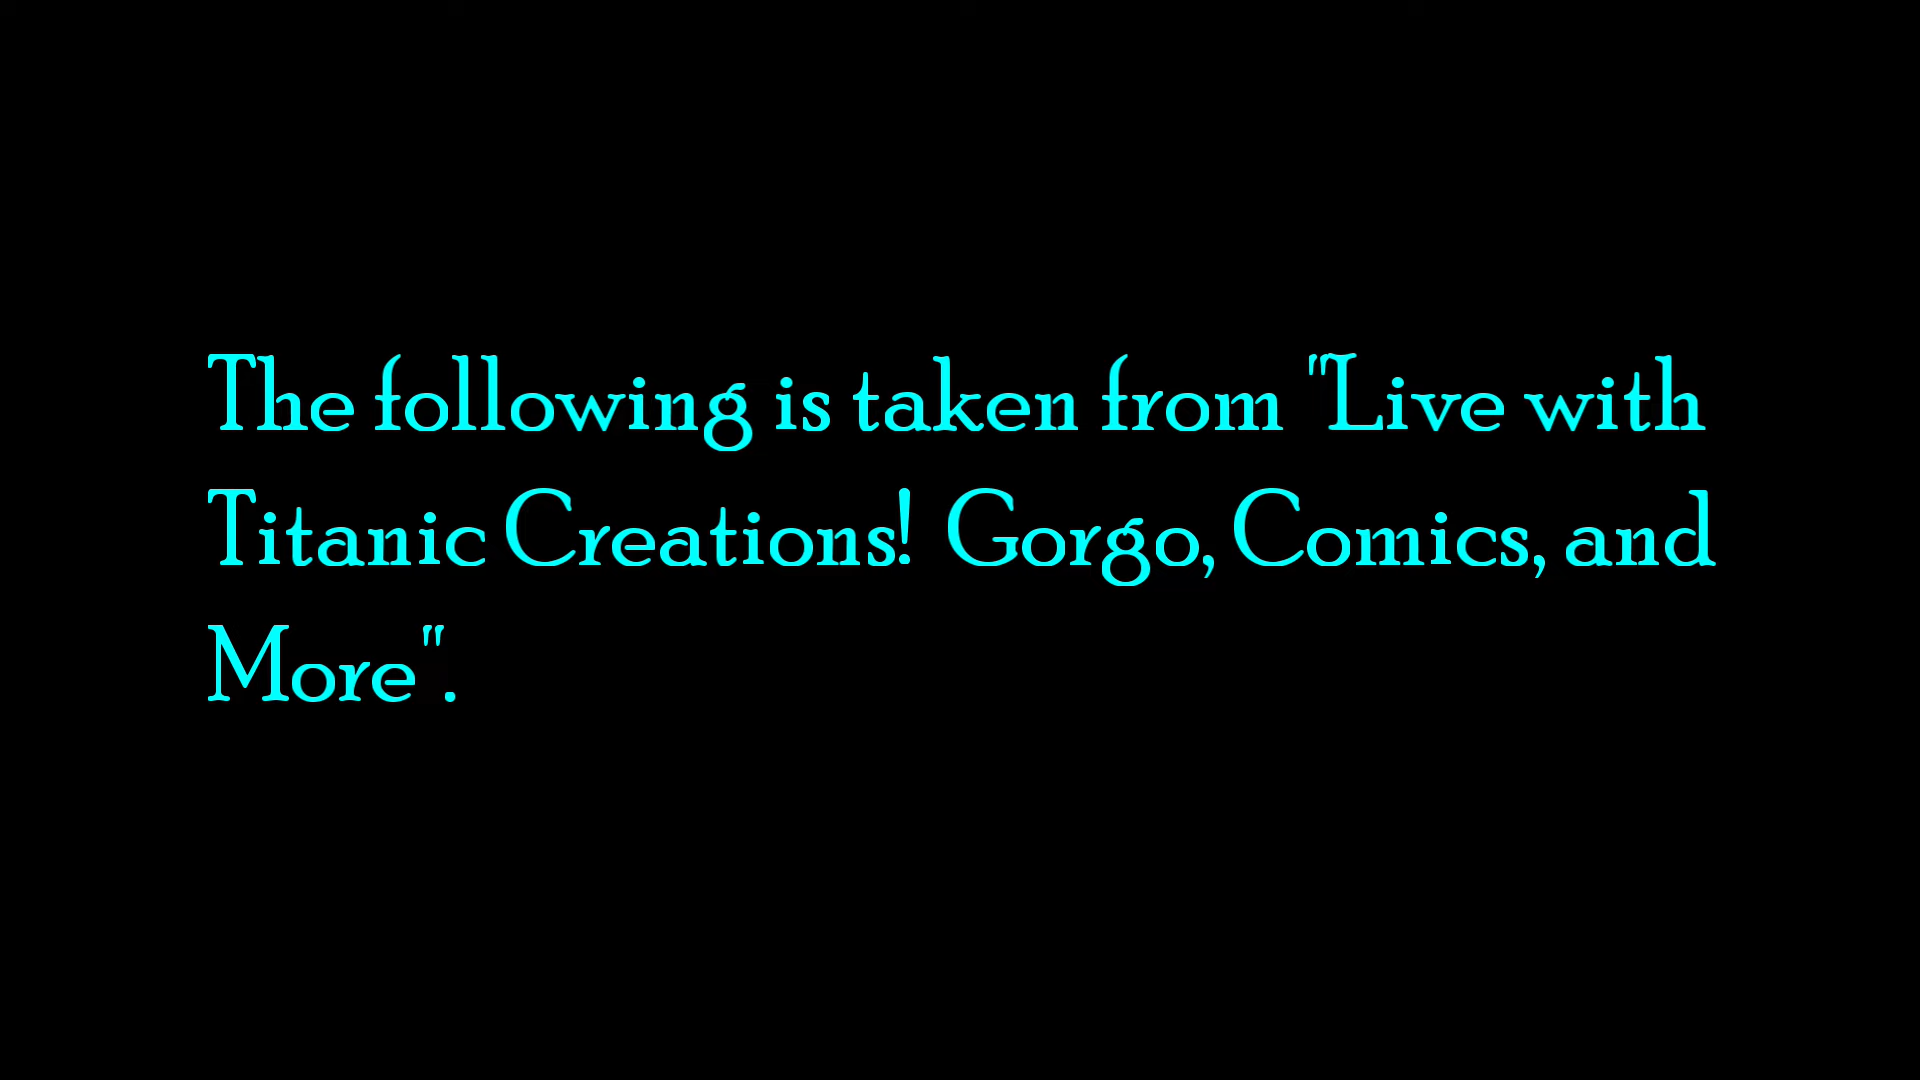 The following is taken from "Live with
Titanic Creations!  Gorgo, Comics, and
More".